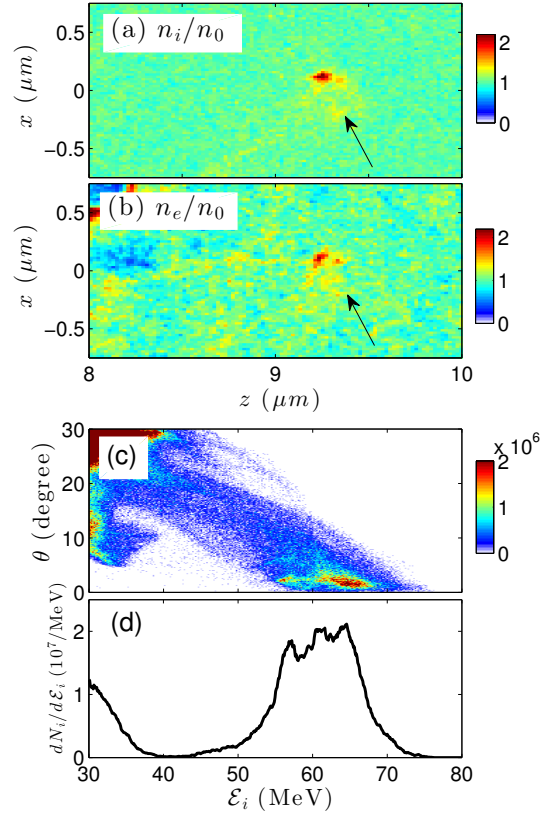 (a) n_i/n_0
x (μm)
0.5
0
−0.5
2
1
0
(b) n_e/n_0
x (μm)
0.5
0
−0.5
2
1
0
8 9 10
z (μm)
(c)
θ (degree)
30
20
10
0
x 10^6
2
1
0
(d)
dN_i/dℰ_i (10^7/MeV)
2
1
0
30 40 50 60 70 80
ℰ_i (MeV)